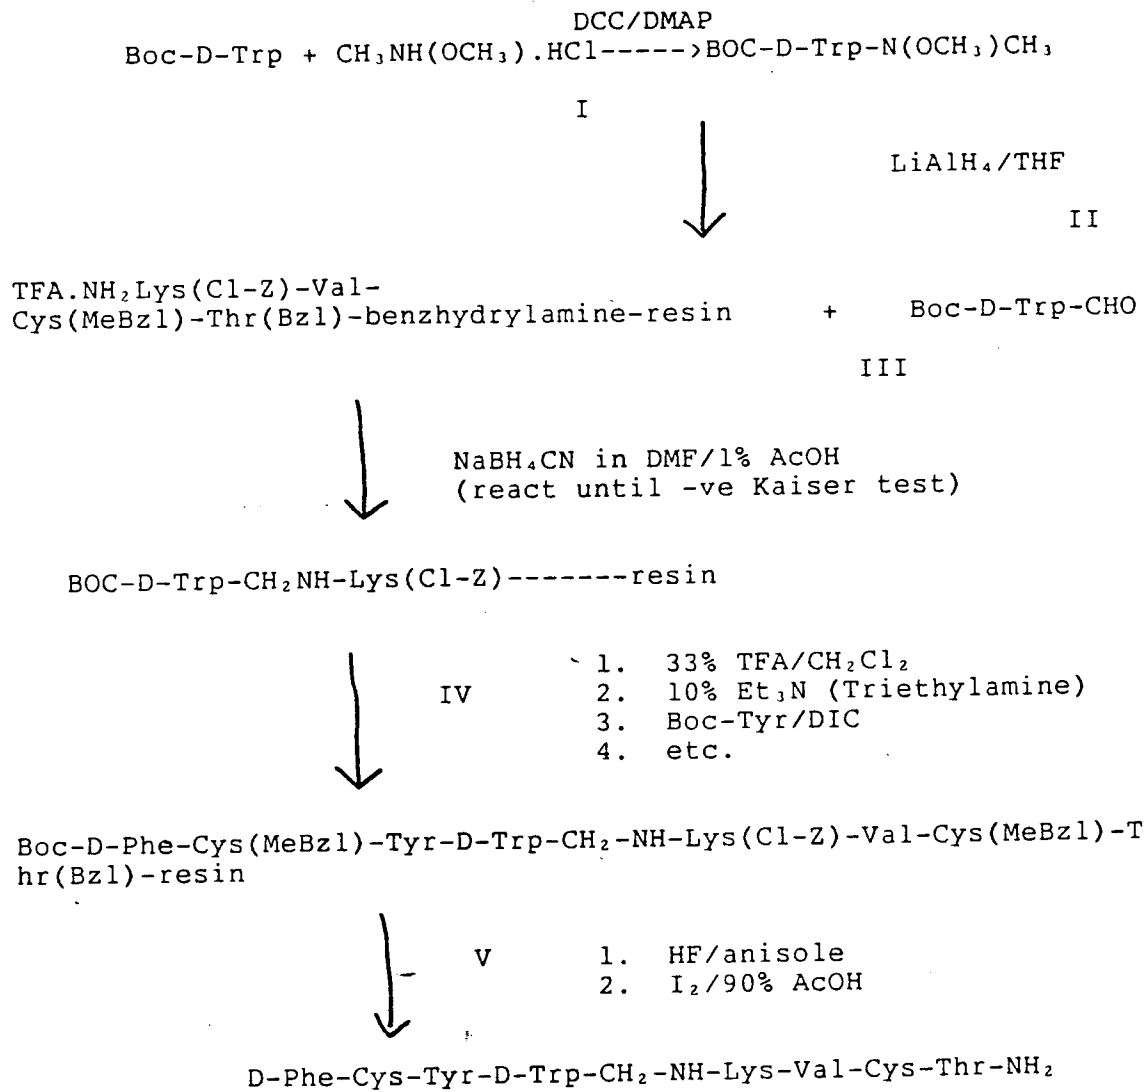 DCC/DMAP
Boc-D-Trp + CH₃NH(OCH₃).HCl----->BOC-D-Trp-N(OCH₃)CH₃
I
LiAlH₄/THF
II
TFA.NH₂Lys(Cl-Z)-Val-
Cys(MeBzl)-Thr(Bzl)-benzhydrylamine-resin + Boc-D-Trp-CHO
III
NaBH₄CN in DMF/1% AcOH
(react until -ve Kaiser test)
BOC-D-Trp-CH₂NH-Lys(Cl-Z)-------resin
1. 33% TFA/CH₂Cl₂
IV 2. 10% Et₃N (Triethylamine)
3. Boc-Tyr/DIC
4. etc.
Boc-D-Phe-Cys(MeBzl)-Tyr-D-Trp-CH₂-NH-Lys(Cl-Z)-Val-Cys(MeBzl)-T
hr(Bzl)-resin
V 1. HF/anisole
2. I₂/90% AcOH
D-Phe-Cys-Tyr-D-Trp-CH₂-NH-Lys-Val-Cys-Thr-NH₂